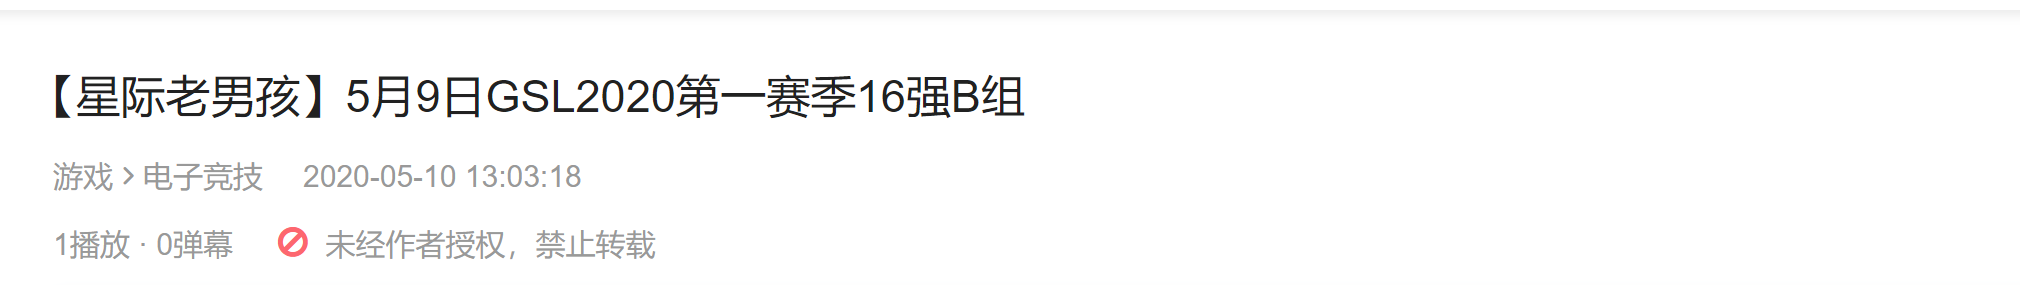 【星际老男孩】5月9日GSL2020第一赛季16强B组
游戏 > 电子竞技 2020-05-10 13:03:18
1播放 · 0弹幕 未经作者授权，禁止转载